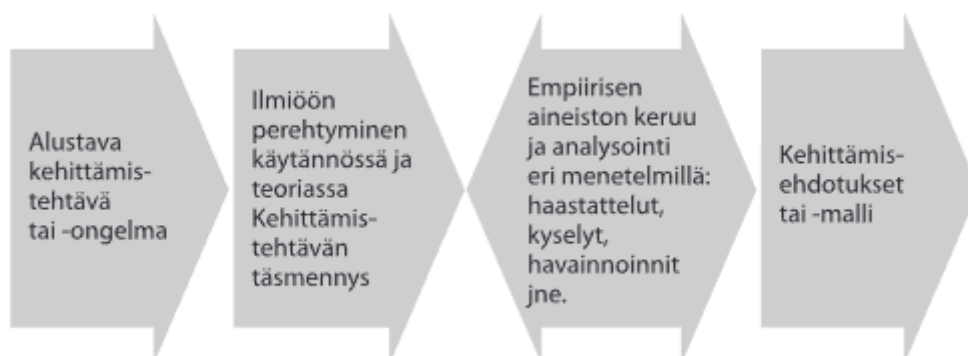 Alustava
kehittämis-
tehtävä
tai -ongelma
Ilmiöön
perehtyminen
käytännössä ja
teoriassa
Kehittämis-
tehtävän
täsmennys
Empiirisen
aineiston keruu
ja analysointi
eri menetelmillä:
haastattelut,
kyselyt,
havainnoinnit
jne.
Kehittämis-
ehdotukset
tai -malli